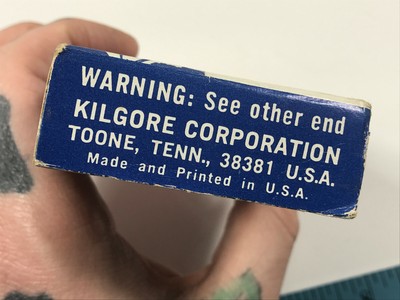 WARNING: See other end
KILGORE CORPORATION
TOONE, TENN., 38381 U.S.A.
Made and Printed in U.S.A.